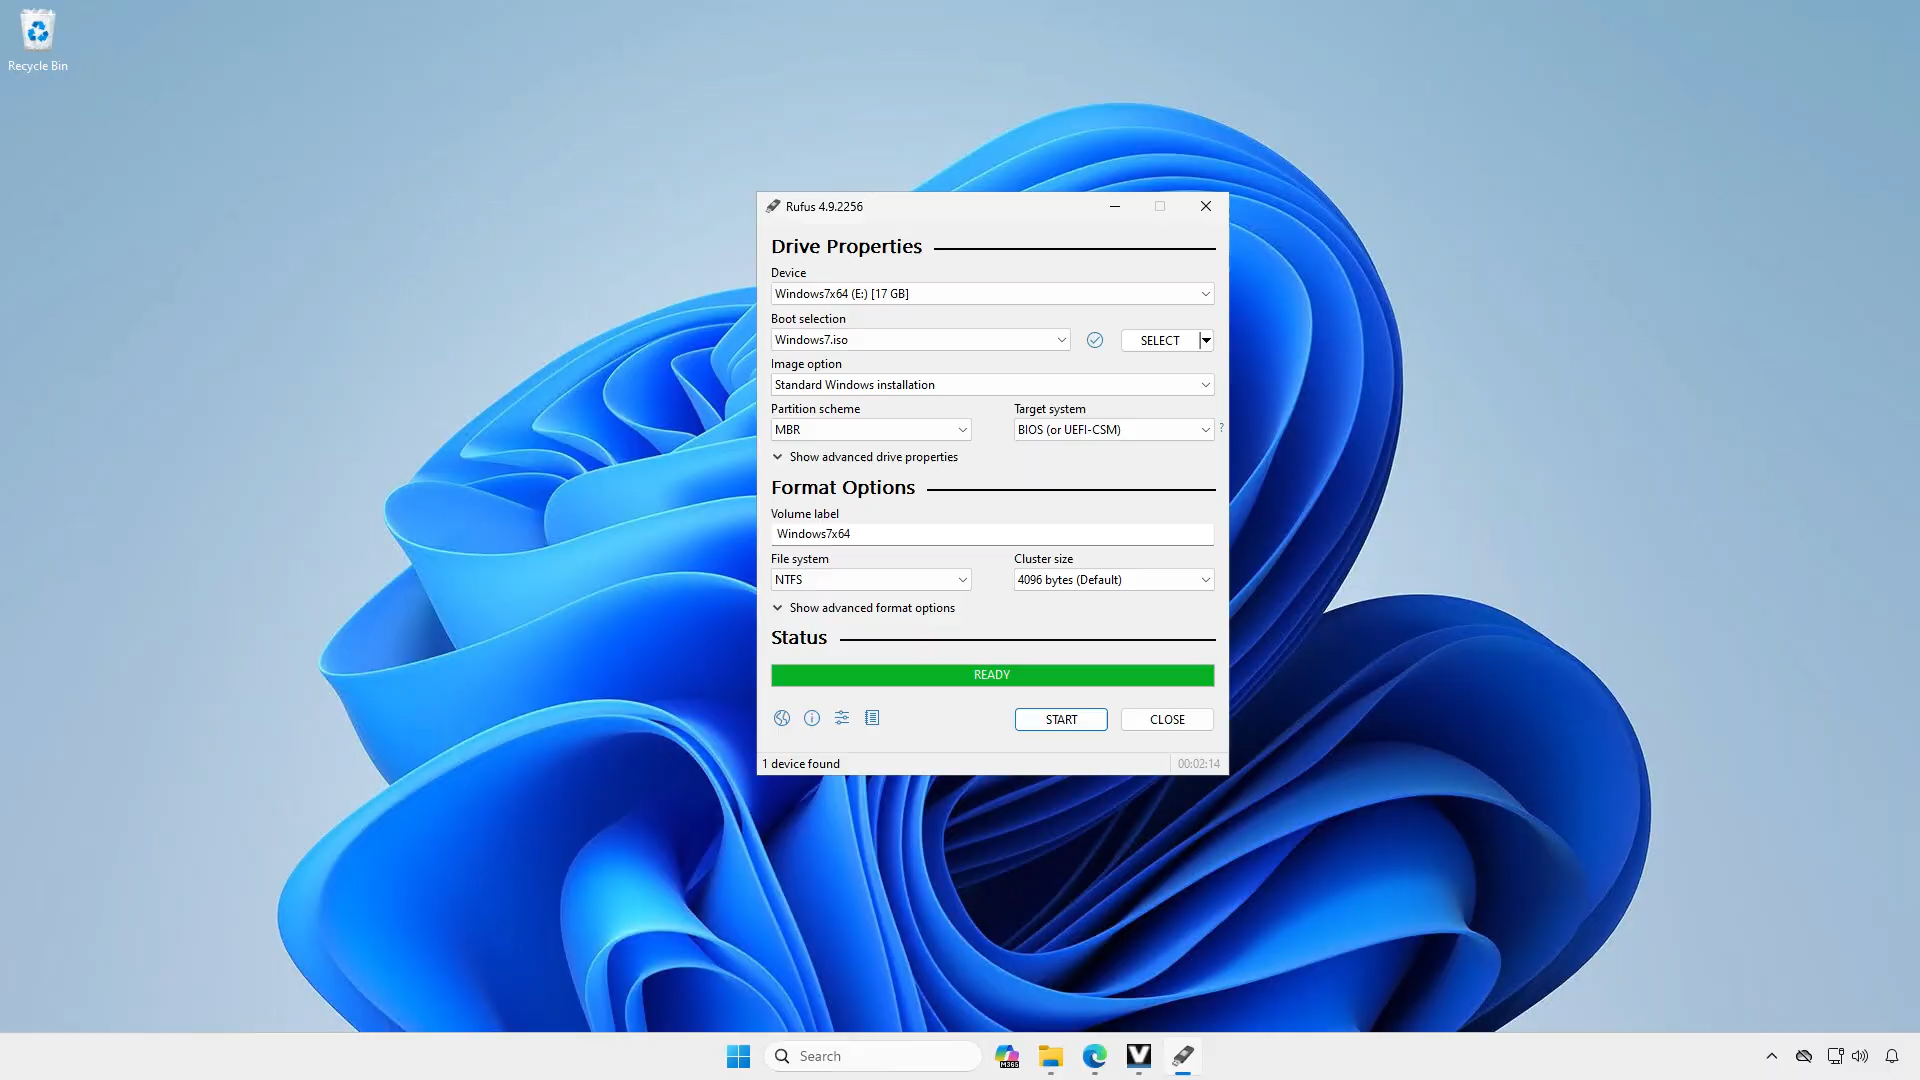 Recycle Bin
Rufus 4.9.2256
Drive Properties
Device
Windows7x64 (E:) [17 GB]
Boot selection
Windows7.iso
SELECT
Image option
Standard Windows installation
Partition scheme
Target system
MBR
BIOS (or UEFI-CSM)
?
Show advanced drive properties
Format Options
Volume label
Windows7x64
File system
Cluster size
NTFS
4096 bytes (Default)
Show advanced format options
Status
READY
START
CLOSE
1 device found
00:02:14
Search
M365